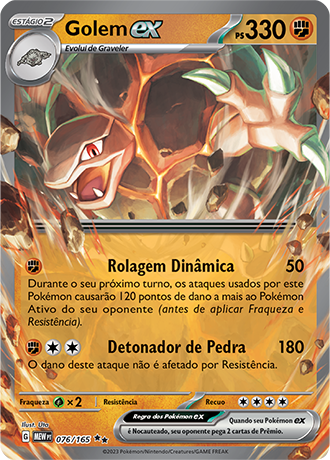 ESTÁGIO 2
Golem ex
PS 330
Evolui de Graveler
Rolagem Dinâmica 50
Durante o seu próximo turno, os ataques usados por este
Pokémon causarão 120 pontos de dano a mais ao Pokémon
Ativo do seu oponente (antes de aplicar Fraqueza e
Resistência).
Detonador de Pedra 180
O dano deste ataque não é afetado por Resistência.
Fraqueza ×2 Resistência Recuo
Ilust. Uta
G MEW PT 076/165
Regra dos Pokémon ex Quando seu Pokémon ex
é Nocauteado, seu oponente pega 2 cartas de Prêmio.
©2023 Pokémon/Nintendo/Creatures/GAME FREAK